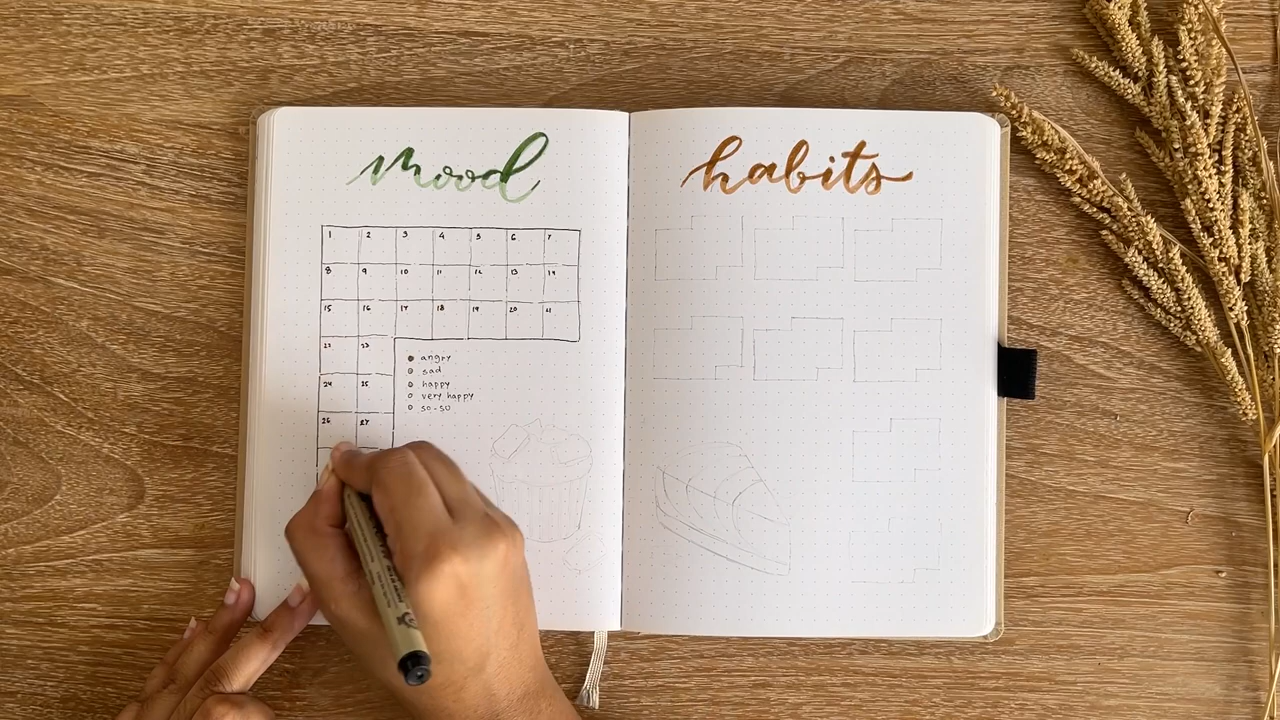 mood
1 2 3 4 5 6 7
8 9 10 11 12 13 14
15 16 17 18 19 20 21
22 23
24 25
26 27
angry
sad
happy
very happy
so-so
habits